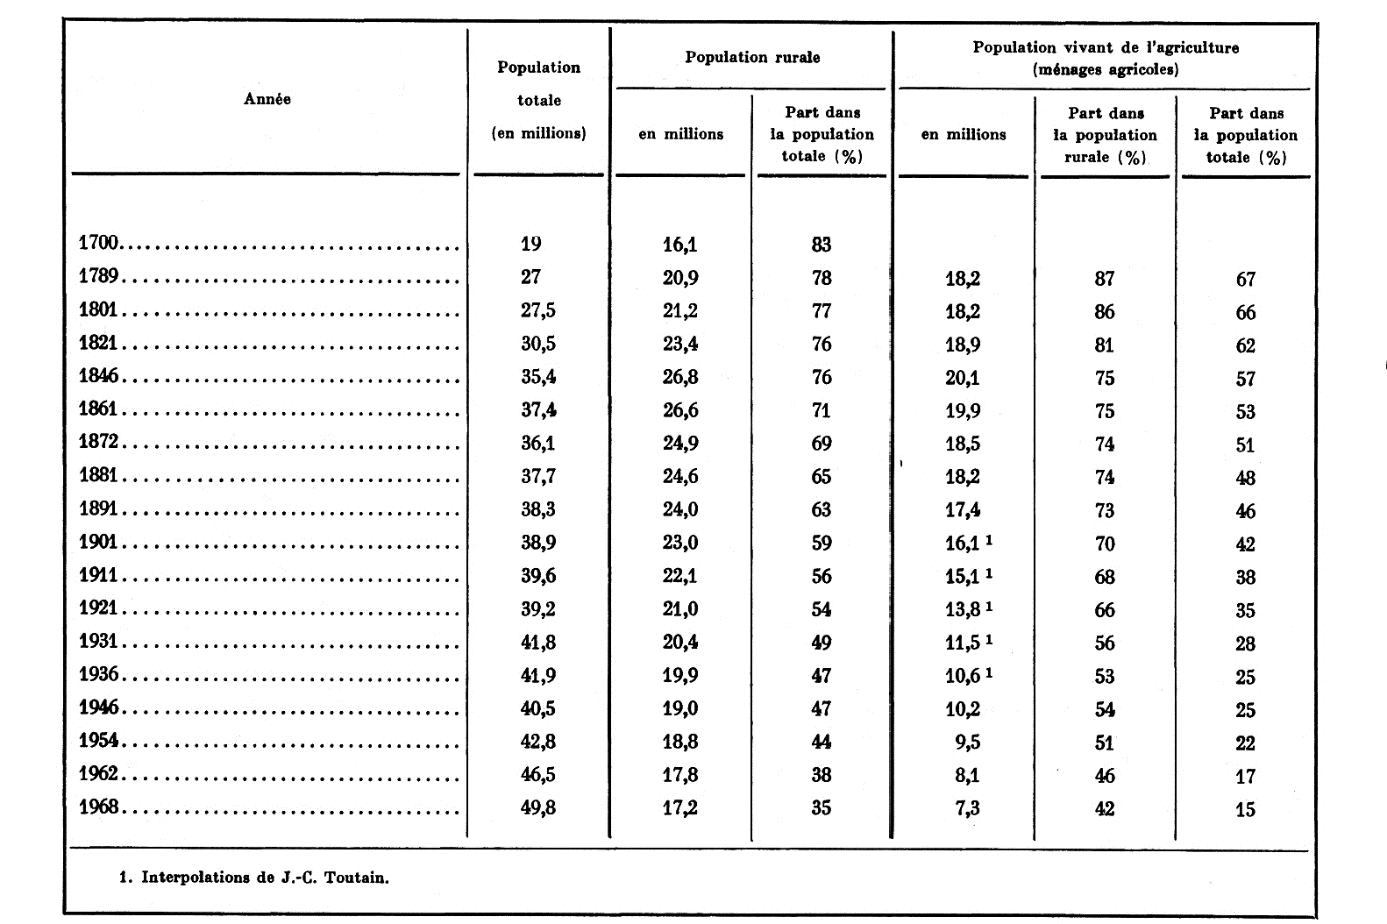 Année
Population
totale
(en millions)
Population rurale
Population vivant de l'agriculture
(ménages agricoles)
en millions
Part dans
la population
totale (%)
en millions
Part dans
la population
rurale (%)
Part dans
la population
totale (%)
1700 19 16,1 83
1789 27 20,9 78 18,2 87 67
1801 27,5 21,2 77 18,2 86 66
1821 30,5 23,4 76 18,9 81 62
1846 35,4 26,8 76 20,1 75 57
1861 37,4 26,6 71 19,9 75 53
1872 36,1 24,9 69 18,5 74 51
1881 37,7 24,6 65 18,2 74 48
1891 38,3 24,0 63 17,4 73 46
1901 38,9 23,0 59 16,1 1 70 42
1911 39,6 22,1 56 15,1 1 68 38
1921 39,2 21,0 54 13,8 1 66 35
1931 41,8 20,4 49 11,5 1 56 28
1936 41,9 19,9 47 10,6 1 53 25
1946 40,5 19,0 47 10,2 54 25
1954 42,8 18,8 44 9,5 51 22
1962 46,5 17,8 38 8,1 46 17
1968 49,8 17,2 35 7,3 42 15
1. Interpolations de J.-C. Toutain.